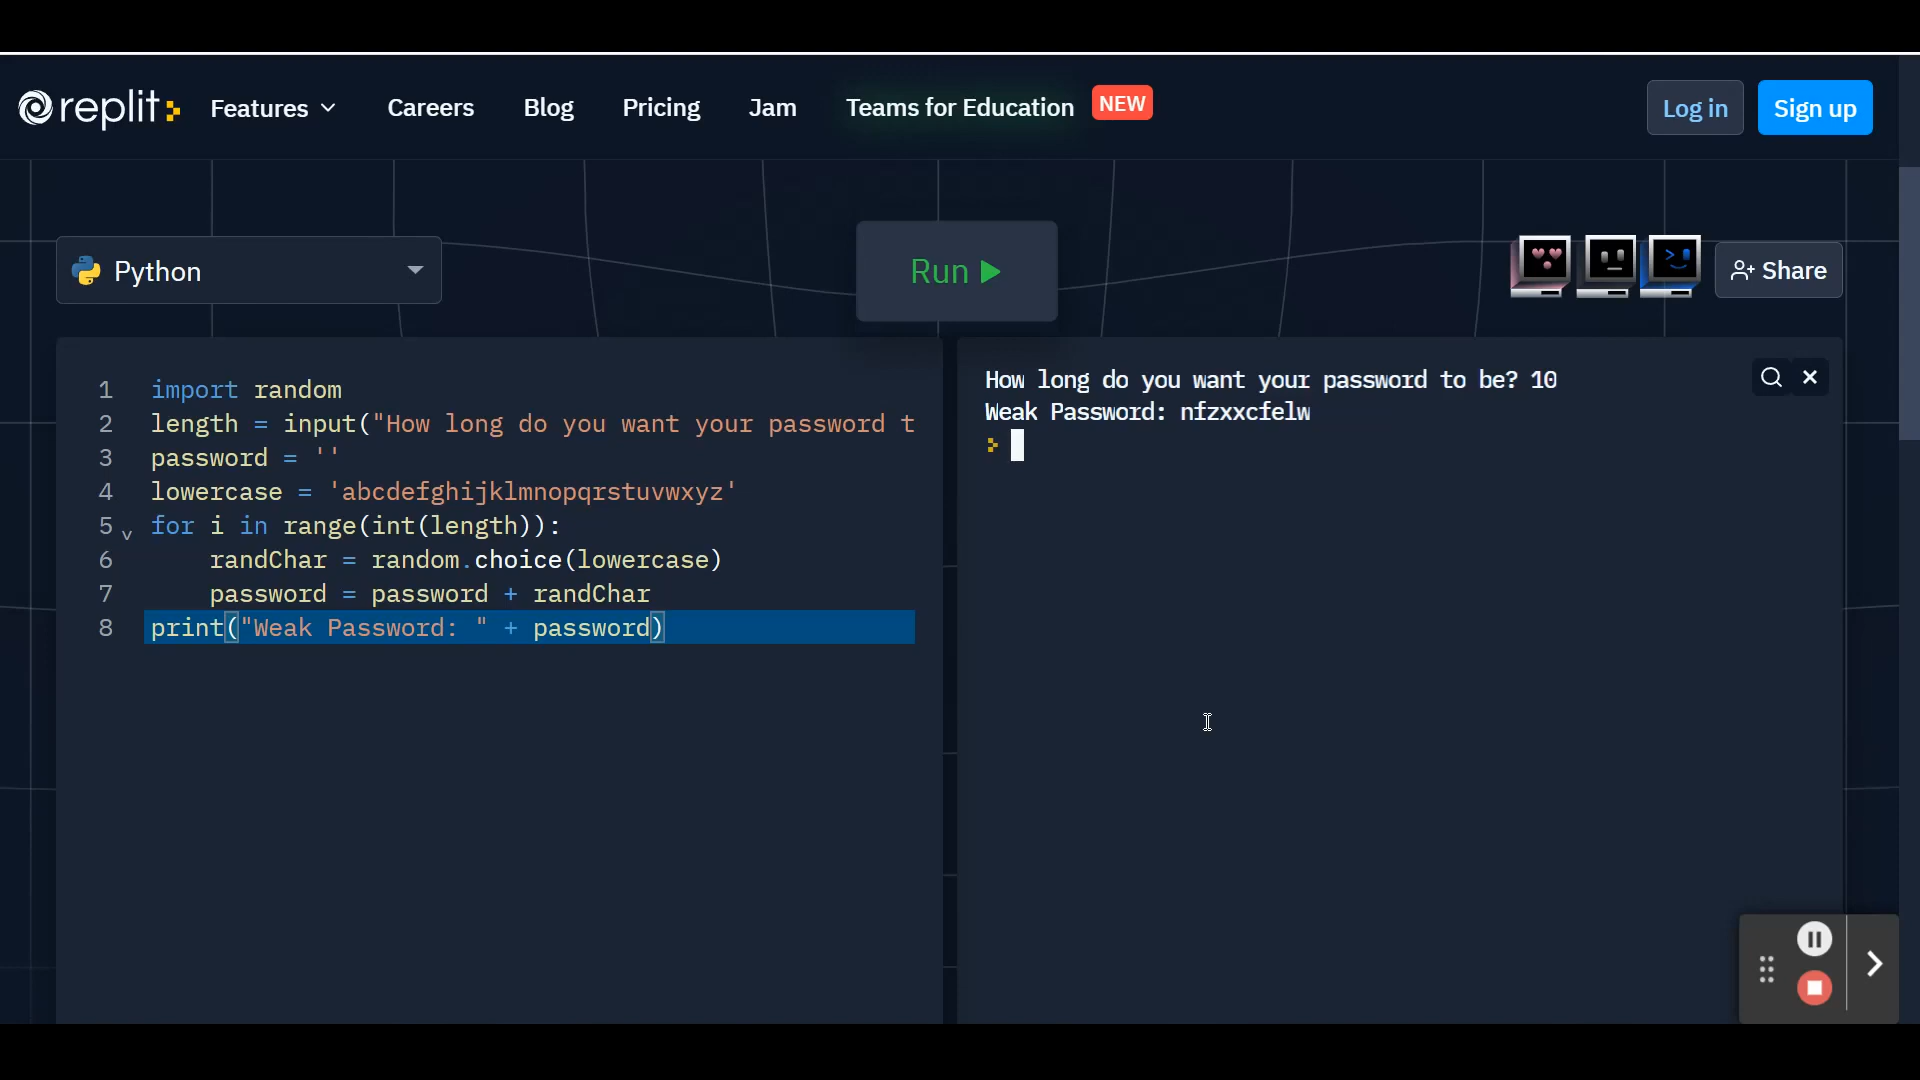 replit
Features
Careers
Blog
Pricing
Jam
Teams for Education
NEW
Log in
Sign up
Python
Run
Share
1 import random
2 length = input("How long do you want your password t
3 password = ''
4 lowercase = 'abcdefghijklmnopqrstuvwxyz'
5 for i in range(int(length)):
6     randChar = random.choice(lowercase)
7     password = password + randChar
8 print("Weak Password: " + password)
How long do you want your password to be? 10
Weak Password: nfzxxcfelw